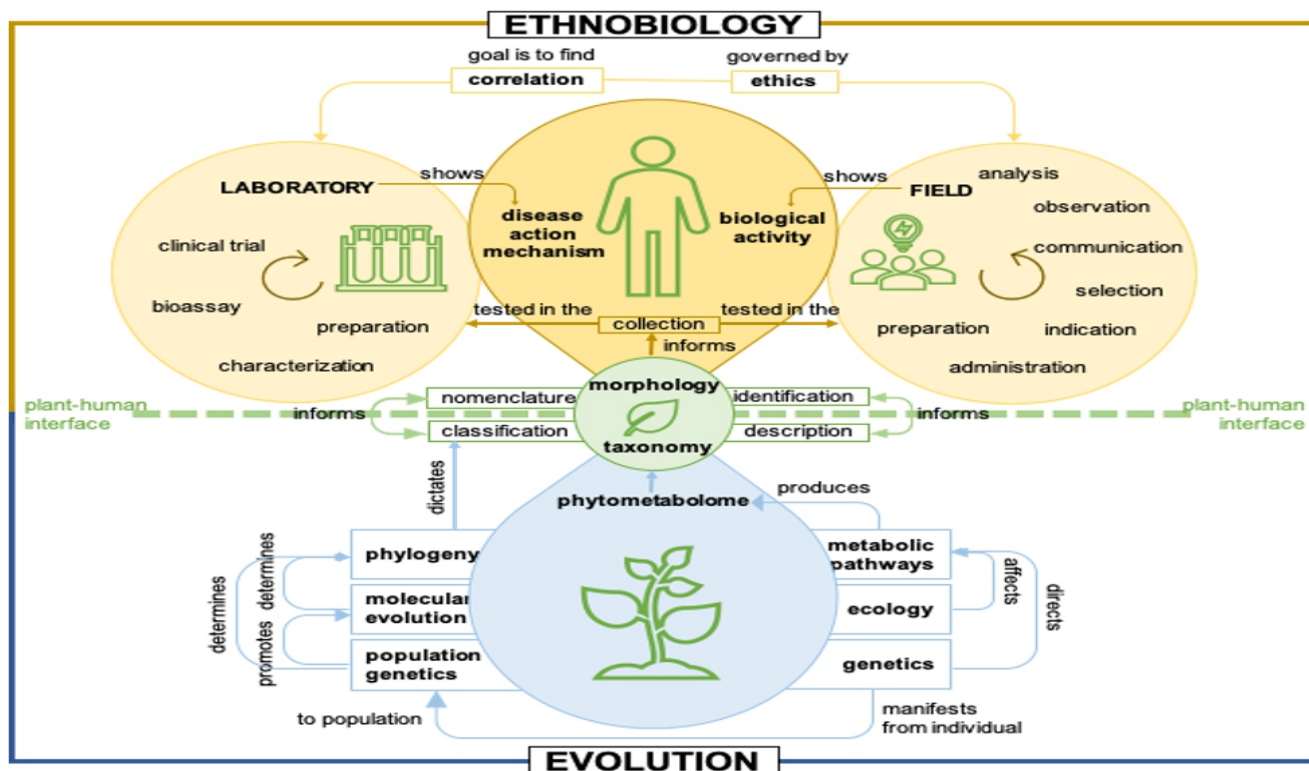 ETHNOBIOLOGY
goal is to find
correlation
governed by
ethics
LABORATORY
shows
disease
action
mechanism
clinical trial
bioassay
preparation
characterization
biological
activity
shows
FIELD
analysis
observation
communication
selection
indication
preparation
administration
tested in the
collection
tested in the
informs
plant-human
interface
informs
nomenclature
classification
morphology
taxonomy
identification
description
informs
plant-human
interface
dictates
phytometabolome
produces
phylogeny
molecular
evolution
population
genetics
determines
determines
promotes
metabolic
pathways
ecology
genetics
affects
directs
to population
manifests
from individual
EVOLUTION